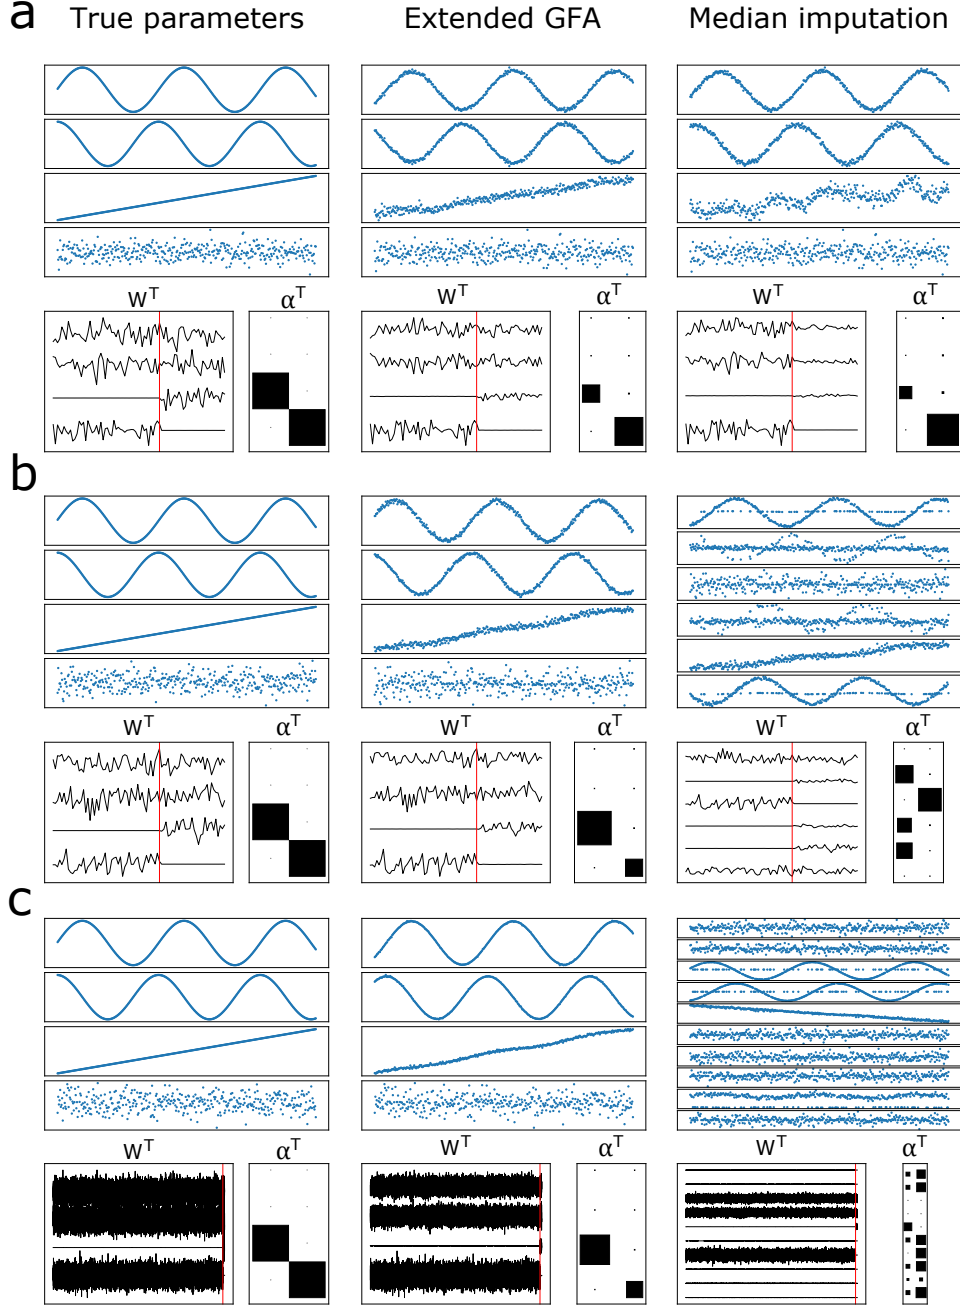 a
True parameters Extended GFA Median imputation
Wᵀ αᵀ Wᵀ αᵀ Wᵀ αᵀ
b
Wᵀ αᵀ Wᵀ αᵀ Wᵀ αᵀ
c
Wᵀ αᵀ Wᵀ αᵀ Wᵀ αᵀ